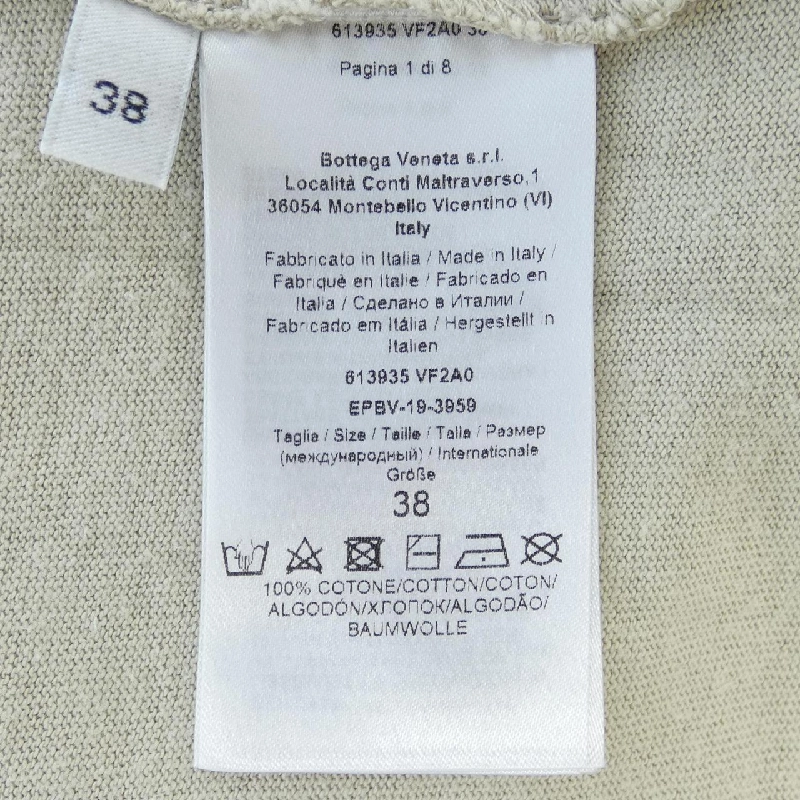 613935 VF2A0 38
Pagina 1 di 8
38
Bottega Veneta s.r.l.
Località Conti Maltraverso,1
36054 Montebello Vicentino (VI)
Italy
Fabbricato in Italia / Made in Italy /
Fabriqué en Italie / Fabricado en
Italia / Сделано в Италии /
Fabricado em Itália / Hergestellt in
Italien
613935 VF2A0
EPBV-19-3959
Taglia / Size / Taille / Talla / Размер
(международный) / Internationale
Größe
38
100% COTONE/COTTON/COTON/
ALGODÓN/ХЛОПОК/ALGODÃO/
BAUMWOLLE